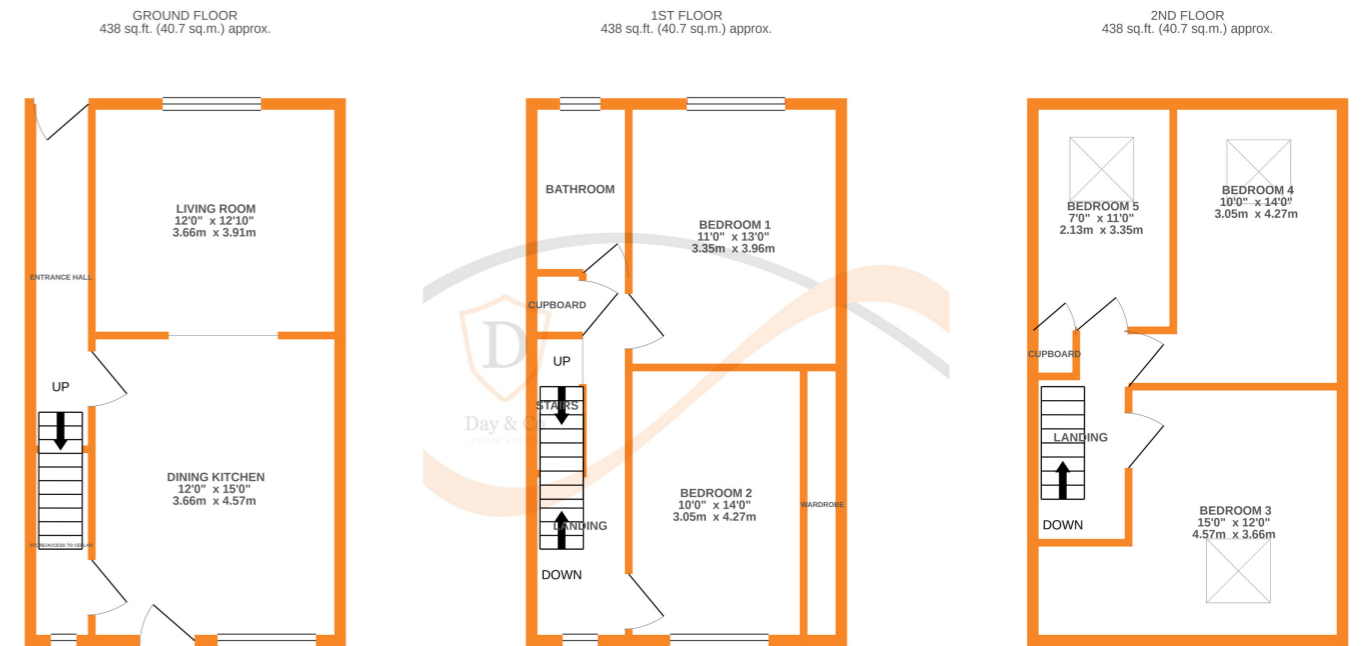 GROUND FLOOR
438 sq.ft. (40.7 sq.m.) approx.
LIVING ROOM
12'0" x 12'10"
3.66m x 3.91m
ENTRANCE HALL
UP
DINING KITCHEN
12'0" x 15'0"
3.66m x 4.57m
1ST FLOOR
438 sq.ft. (40.7 sq.m.) approx.
BATHROOM
BEDROOM 1
11'0" x 13'0"
3.35m x 3.96m
CUPBOARD
D
UP
STAIRS
Day & Co
BEDROOM 2
10'0" x 14'0"
3.05m x 4.27m
WARDROBE
LANDING
DOWN
2ND FLOOR
438 sq.ft. (40.7 sq.m.) approx.
BEDROOM 5
7'0" x 11'0"
2.13m x 3.35m
BEDROOM 4
10'0" x 14'0"
3.05m x 4.27m
CUPBOARD
LANDING
DOWN
BEDROOM 3
15'0" x 12'0"
4.57m x 3.66m